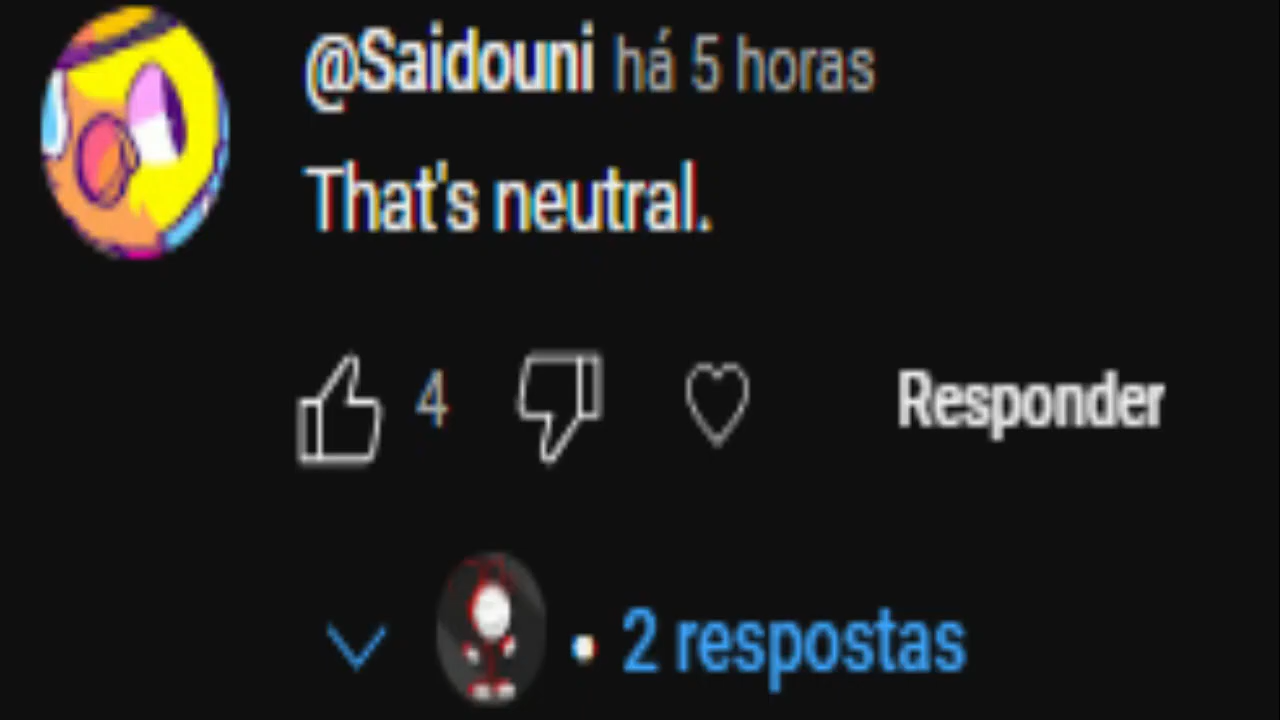 @Saidouni há 5 horas
That's neutral.
4 Responder
2 respostas